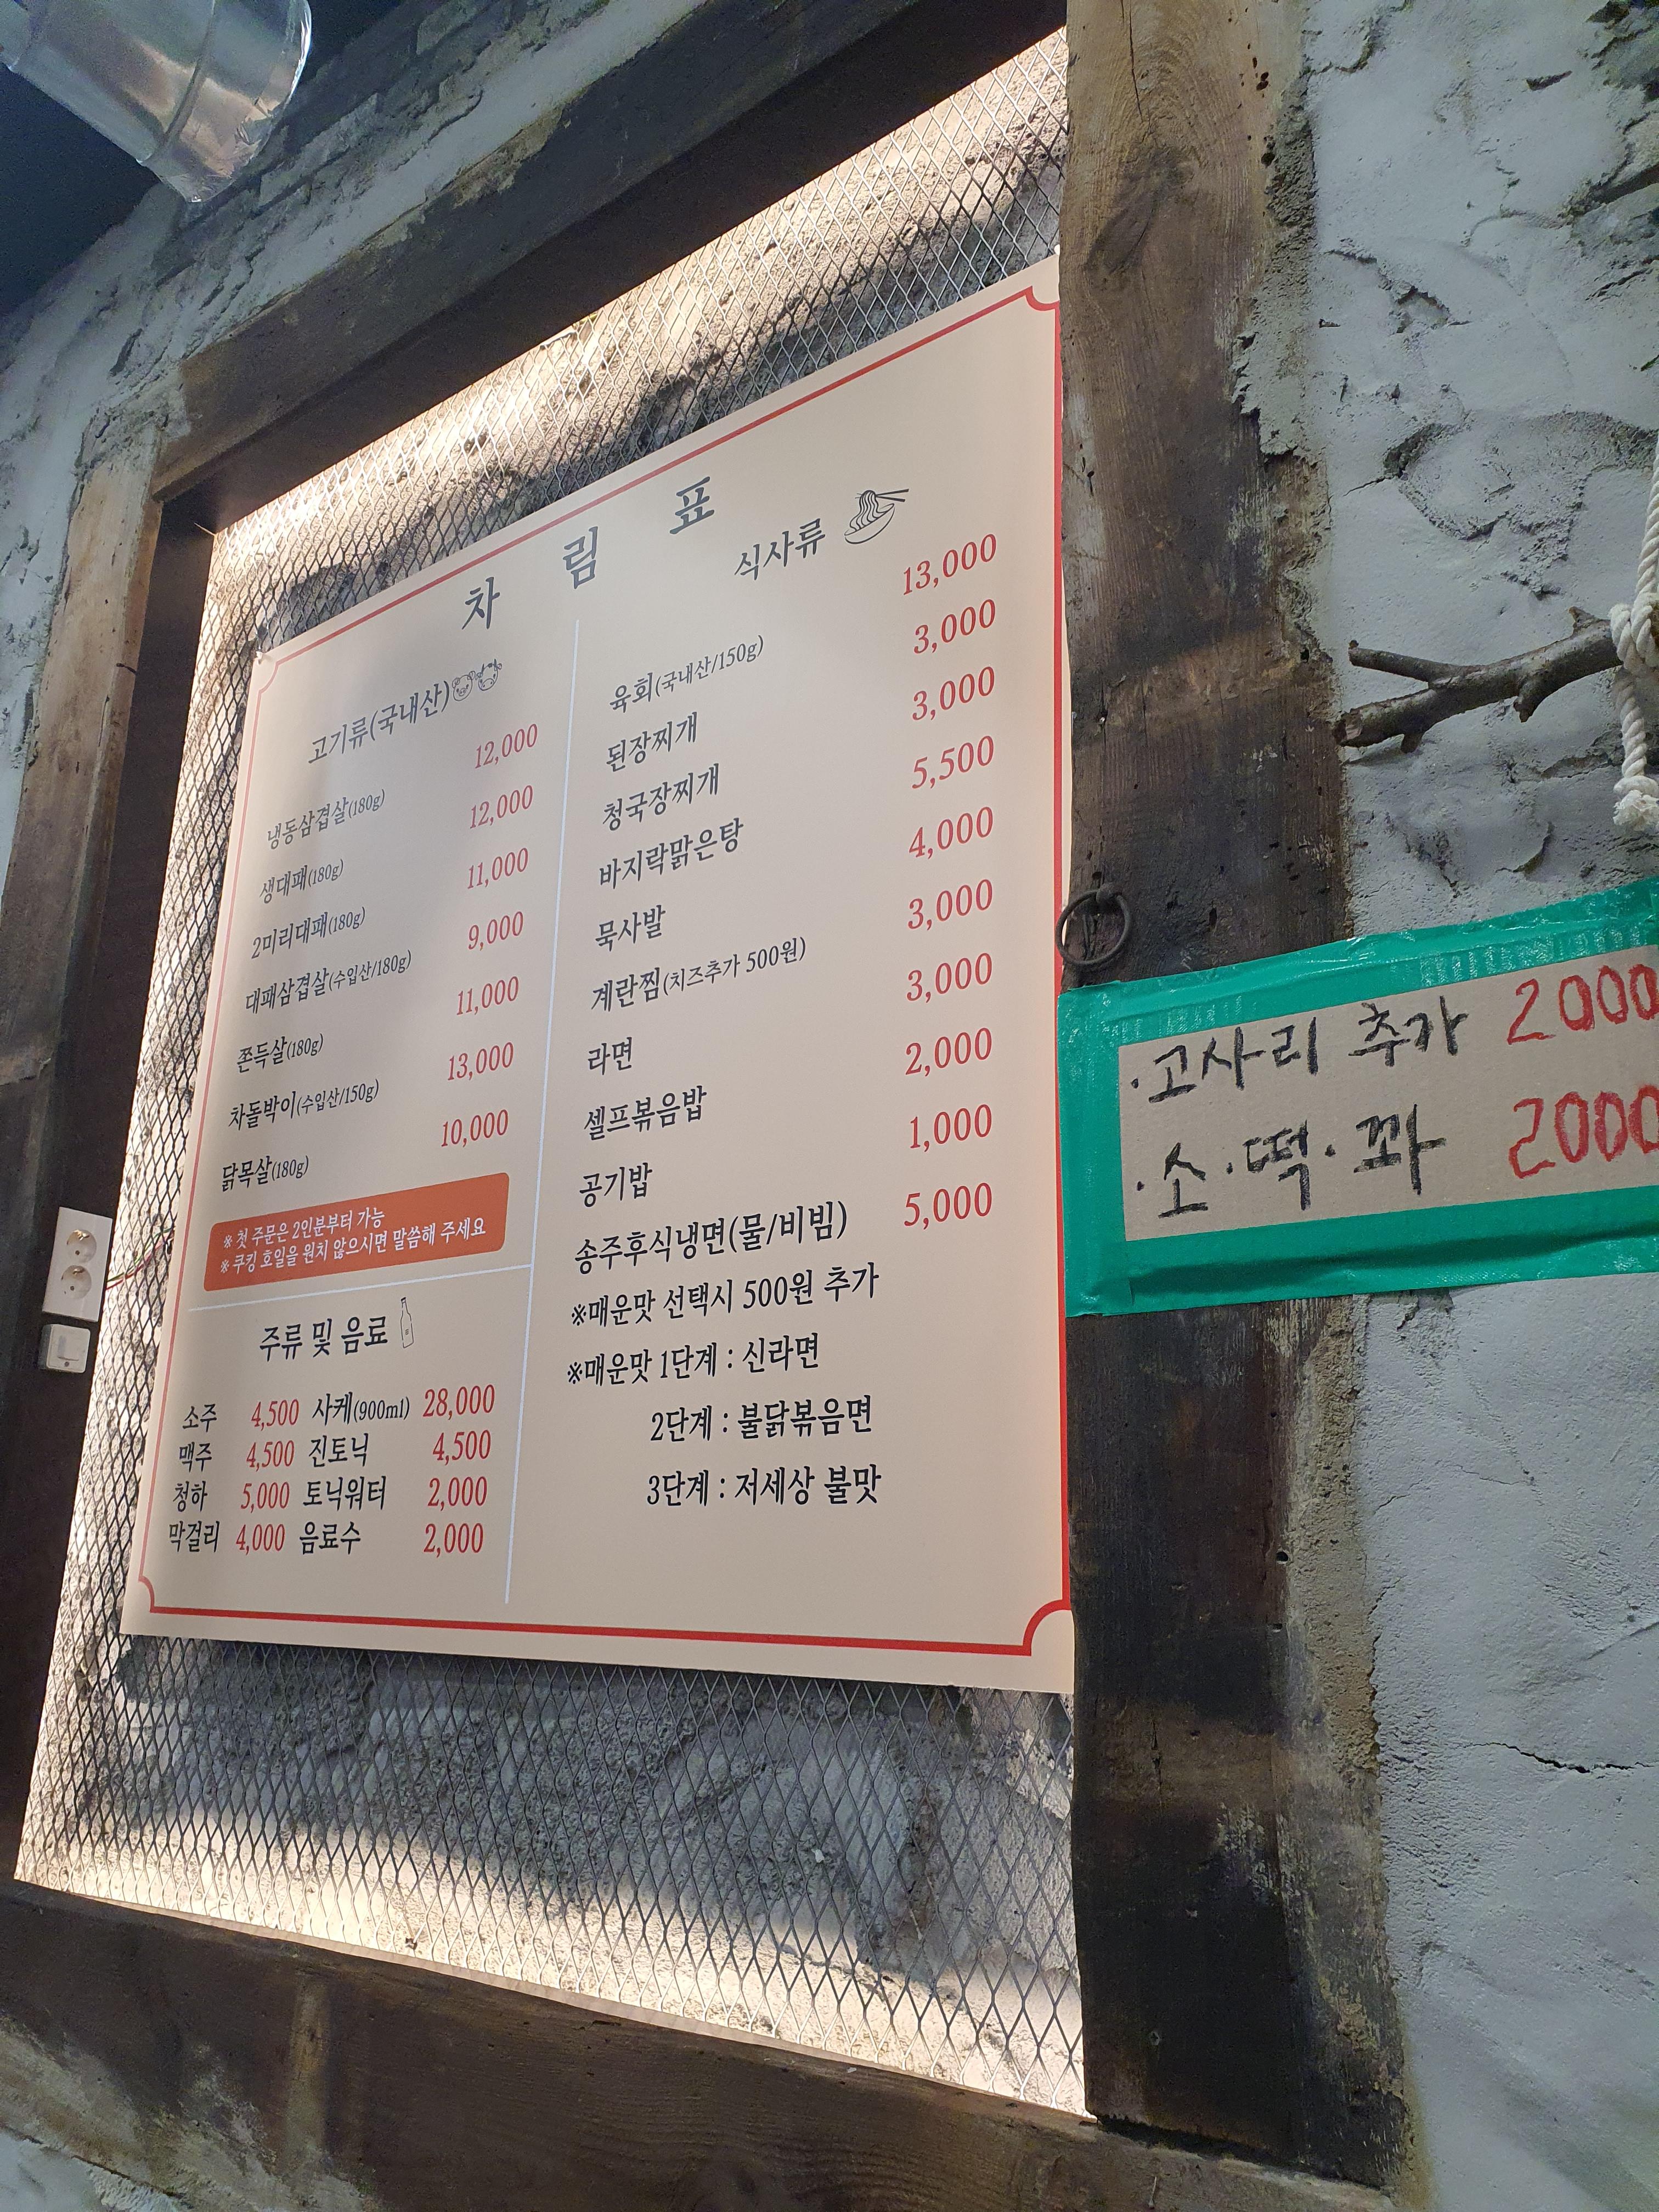 차 림 표
고기류(국내산)
냉동삼겹살(180g) 12,000
생대패(180g) 12,000
2미리대패(180g) 11,000
대패삼겹살(수입산/180g) 9,000
쫀득살(180g) 11,000
차돌박이(수입산/150g) 13,000
닭목살(180g) 10,000
※ 첫 주문은 2인분부터 가능
※ 쿠킹 호일을 원치 않으시면 말씀해 주세요
주류 및 음료
소주 4,500 사케(900ml) 28,000
맥주 4,500 진토닉 4,500
청하 5,000 토닉워터 2,000
막걸리 4,000 음료수 2,000
식사류
육회(국내산/150g) 13,000
된장찌개 3,000
청국장찌개 3,000
바지락맑은탕 5,500
묵사발 4,000
계란찜(치즈추가 500원) 3,000
라면 3,000
셀프볶음밥 2,000
공기밥 1,000
송주후식냉면(물/비빔) 5,000
※매운맛 선택시 500원 추가
※매운맛 1단계 : 신라면
2단계 : 불닭볶음면
3단계 : 저세상 불맛
· 고사리 추가 2000
· 소·떡·꽈 2000